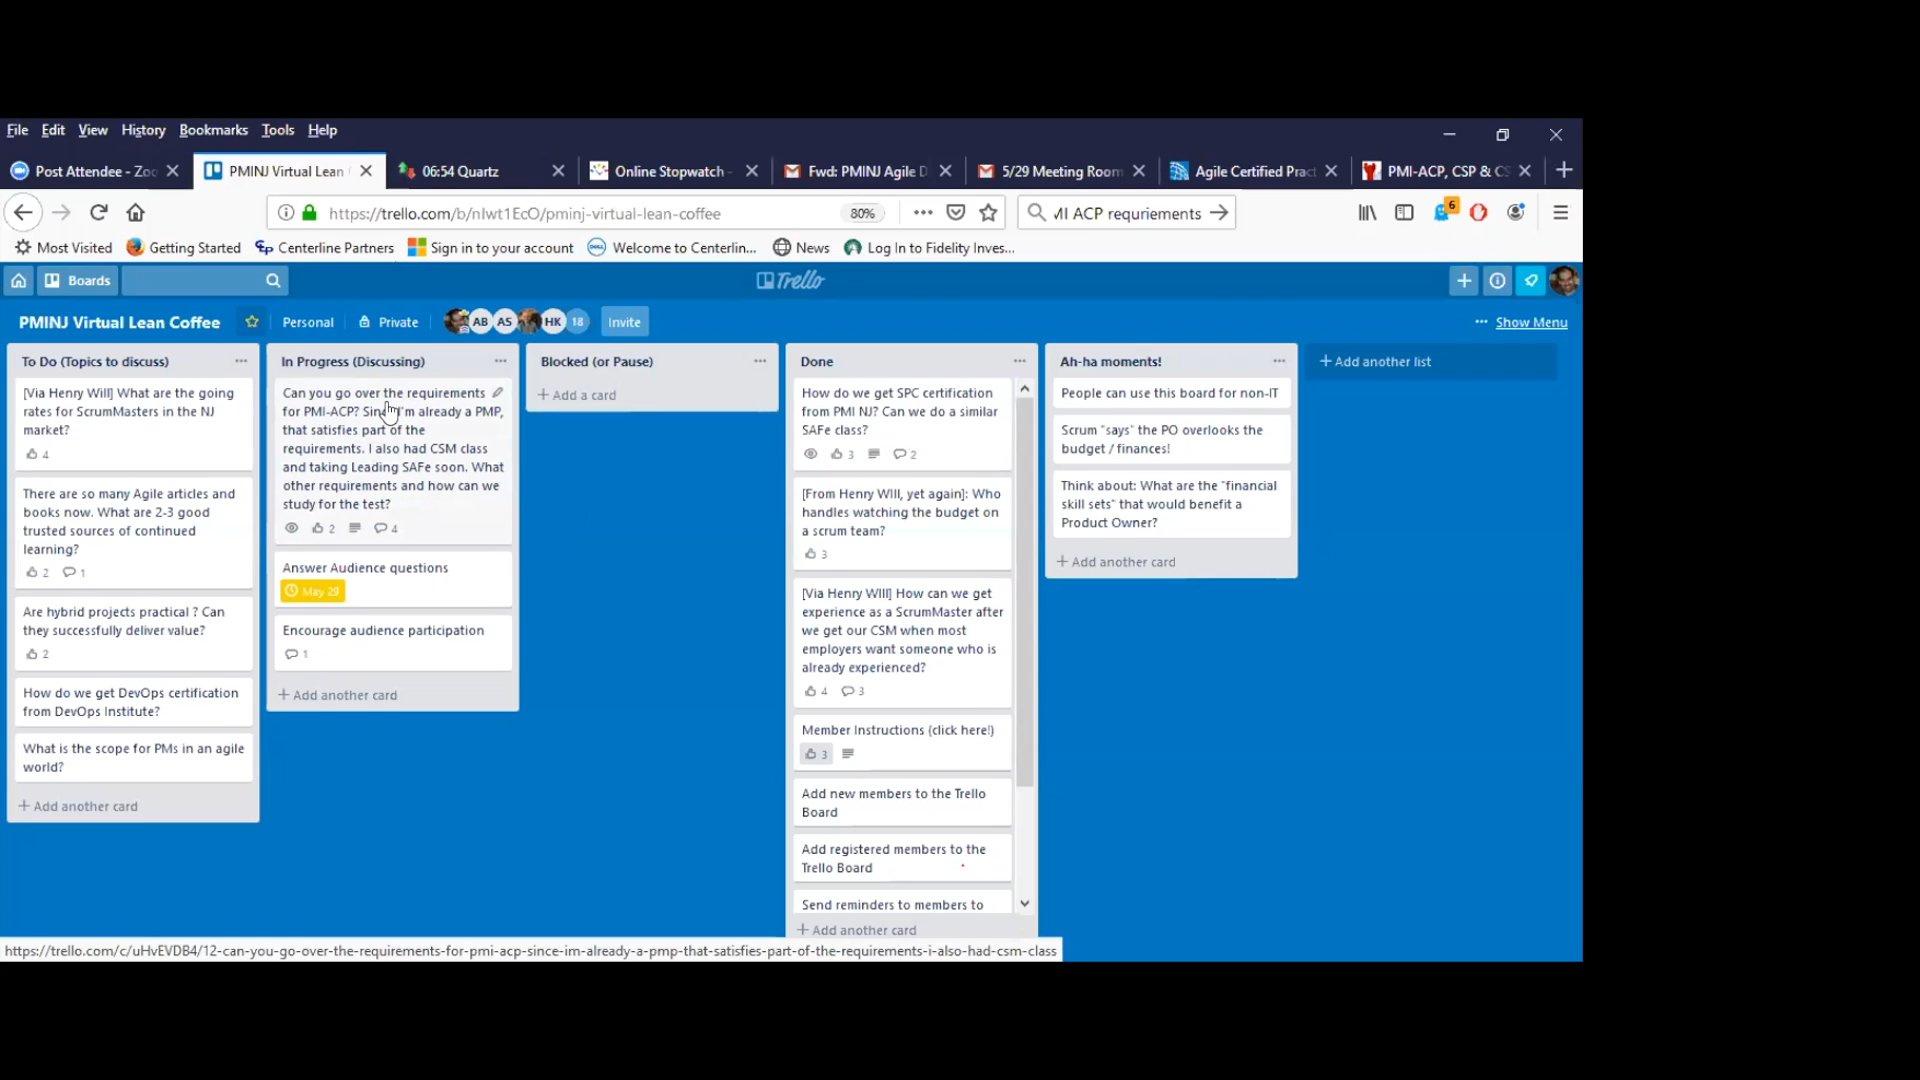 File Edit View History Bookmarks Tools Help
Post Attendee - Zoo
PMINJ Virtual Lean
06:54 Quartz
Online Stopwatch -
Fwd: PMINJ Agile D
5/29 Meeting Room
Agile Certified Pract
PMI-ACP, CSP & CS
https://trello.com/b/nIwt1EcO/pminj-virtual-lean-coffee
80%
MI ACP requriements
6
Most Visited Getting Started Centerline Partners Sign in to your account Welcome to Centerlin... News Log In to Fidelity Inves...
Boards
Trello
PMINJ Virtual Lean Coffee Personal Private AB AS HK 18 Invite
... Show Menu
To Do (Topics to discuss)
[Via Henry Will] What are the going
rates for ScrumMasters in the NJ
market?
4
There are so many Agile articles and
books now. What are 2-3 good
trusted sources of continued
learning?
2 1
Are hybrid projects practical ? Can
they successfully deliver value?
2
How do we get DevOps certification
from DevOps Institute?
What is the scope for PMs in an agile
world?
+ Add another card
In Progress (Discussing)
Can you go over the requirements
for PMI-ACP? Since I'm already a PMP,
that satisfies part of the
requirements. I also had CSM class
and taking Leading SAFe soon. What
other requirements and how can we
study for the test?
2 4
Answer Audience questions
May 29
Encourage audience participation
1
+ Add another card
Blocked (or Pause)
+ Add a card
Done
How do we get SPC certification
from PMI NJ? Can we do a similar
SAFe class?
3 2
[From Henry WIll, yet again]: Who
handles watching the budget on
a scrum team?
3
[Via Henry WIll] How can we get
experience as a ScrumMaster after
we get our CSM when most
employers want someone who is
already experienced?
4 3
Member Instructions (click here!)
3
Add new members to the Trello
Board
Add registered members to the
Trello Board
Send reminders to members to
+ Add another card
Ah-ha moments!
People can use this board for non-IT
Scrum "says" the PO overlooks the
budget / finances!
Think about: What are the "financial
skill sets" that would benefit a
Product Owner?
+ Add another card
+ Add another list
https://trello.com/c/uHvEVDB4/12-can-you-go-over-the-requirements-for-pmi-acp-since-im-already-a-pmp-that-satisfies-part-of-the-requirements-i-also-had-csm-class